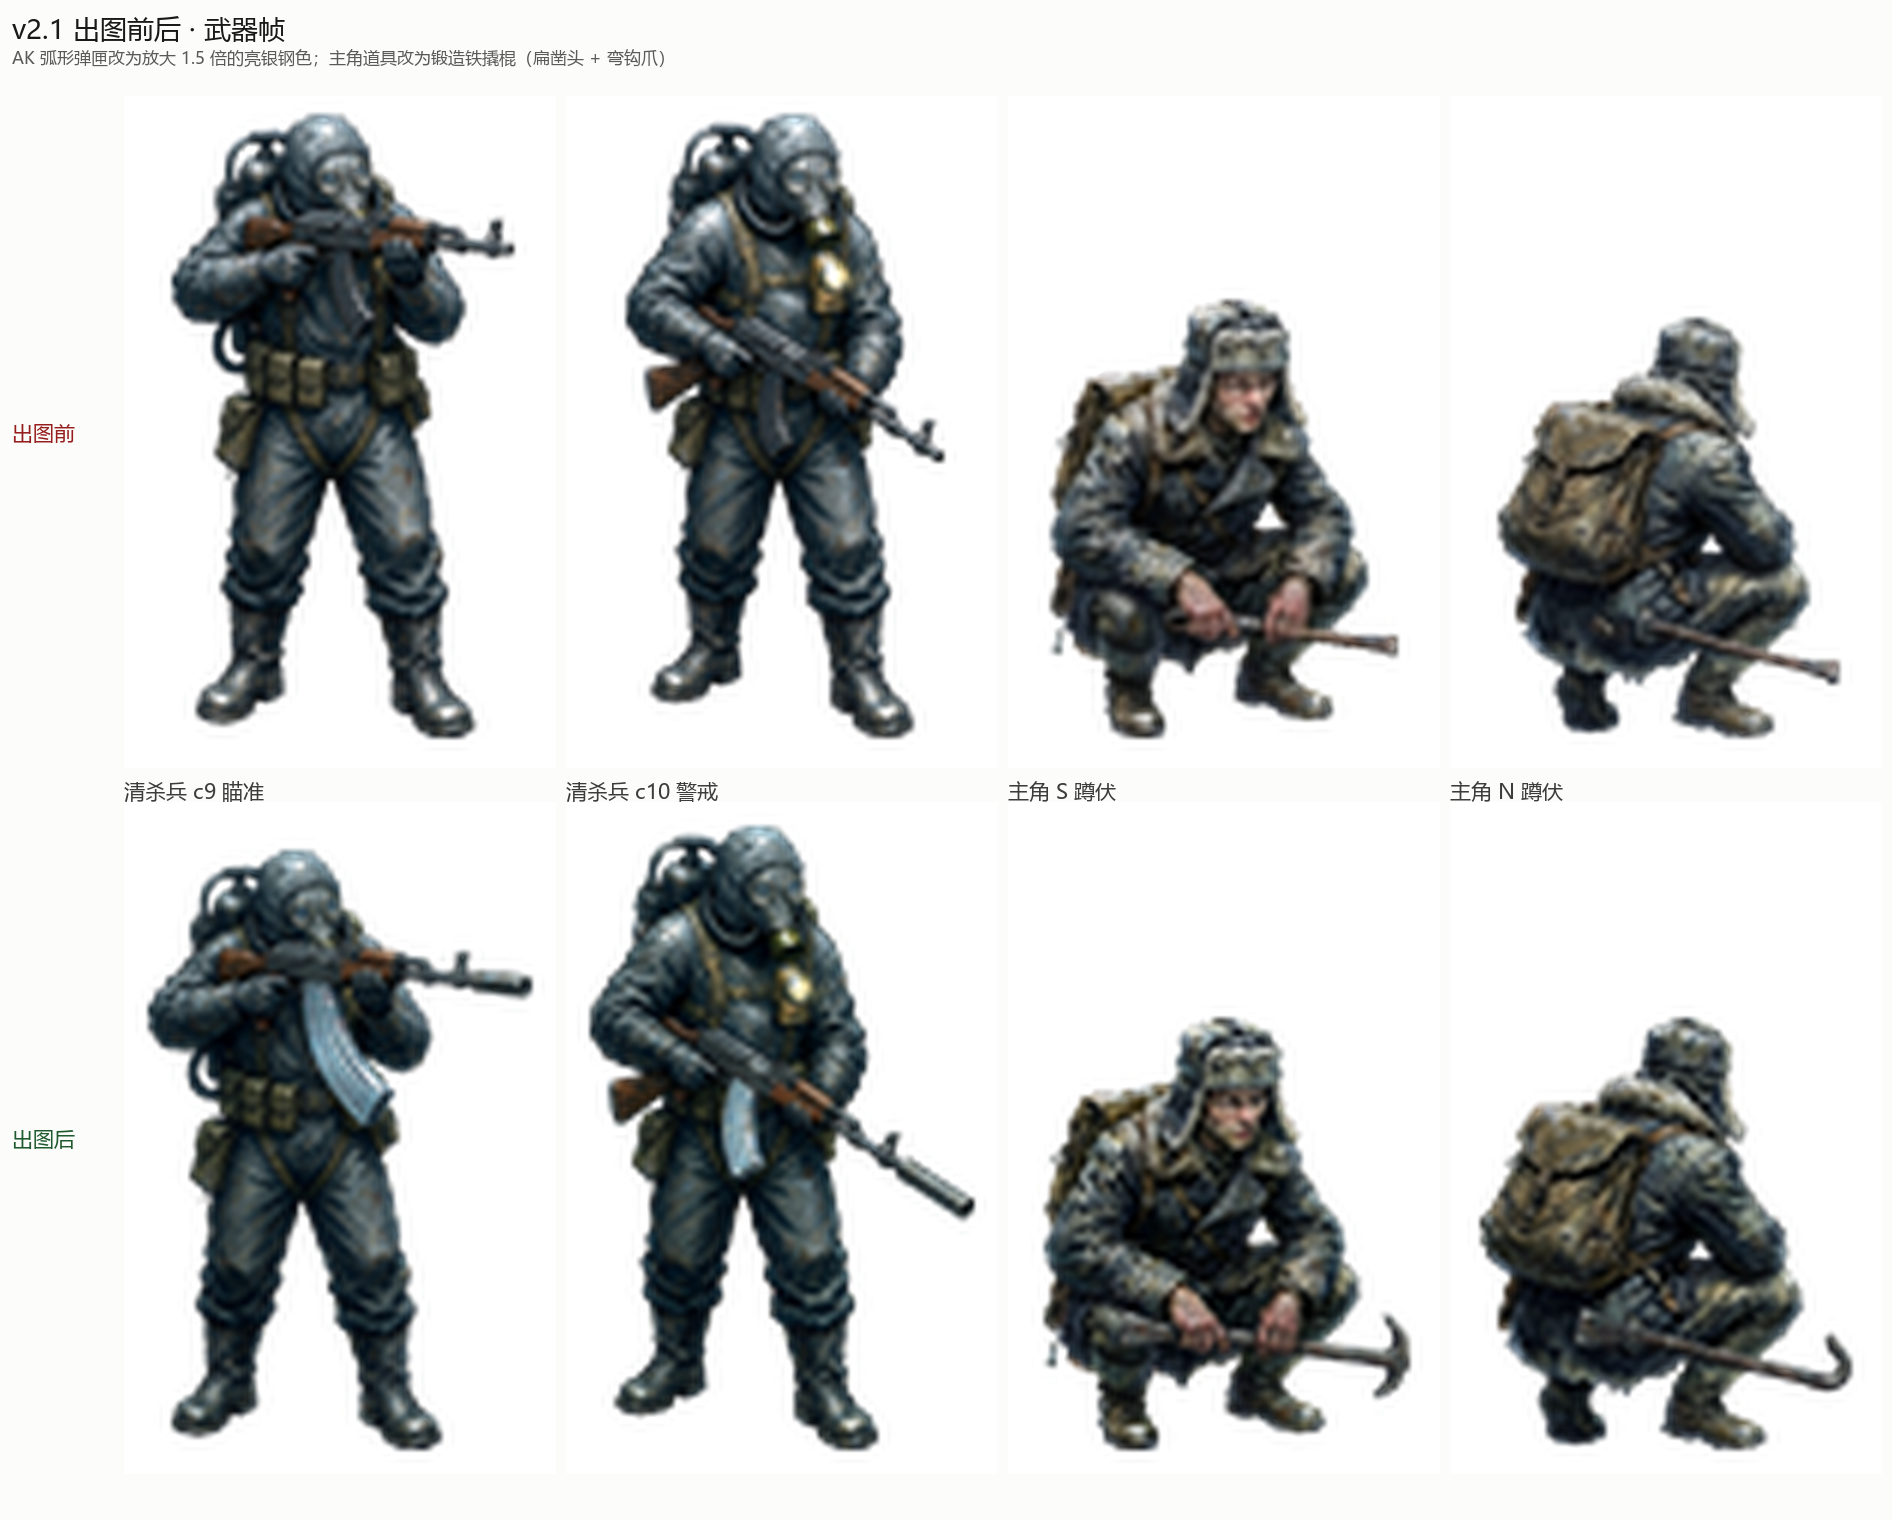 v2.1 出图前后 · 武器帧
AK 弧形弹匣改为放大 1.5 倍的亮银钢色；主角道具改为锻造铁撬棍（扁凿头 + 弯钩爪）
出图前
清杀兵 c9 瞄准
清杀兵 c10 警戒
主角 S 蹲伏
主角 N 蹲伏
出图后